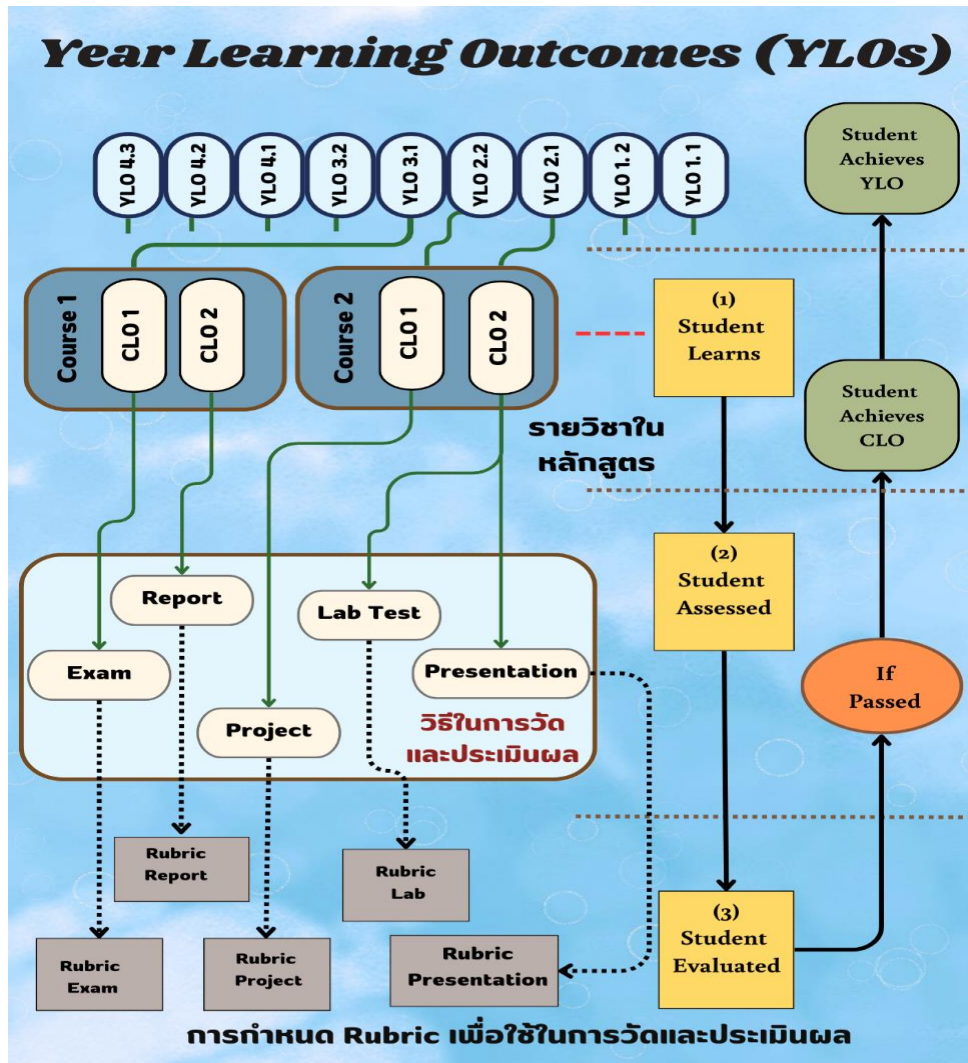 Year Learning Outcomes (YLOs)
YLO 4.3
YLO 4.2
YLO 4.1
YLO 3.2
YLO 3.1
YLO 2.2
YLO 2.1
YLO 1. 2
YLO 1. 1
Student
Achieves
YLO
Course 1
CLO 1
CLO 2
Course 2
CLO 1
CLO 2
(1)
Student
Learns
Student
Achieves
CLO
รายวิชาใน
หลักสูตร
(2)
Student
Assessed
Report
Lab Test
Exam
Presentation
Project
วิธีในการวัด
และประเมินผล
If
Passed
Rubric
Report
Rubric
Lab
(3)
Student
Evaluated
Rubric
Exam
Rubric
Project
Rubric
Presentation
การกำหนด Rubric เพื่อใช้ในการวัดและประเมินผล